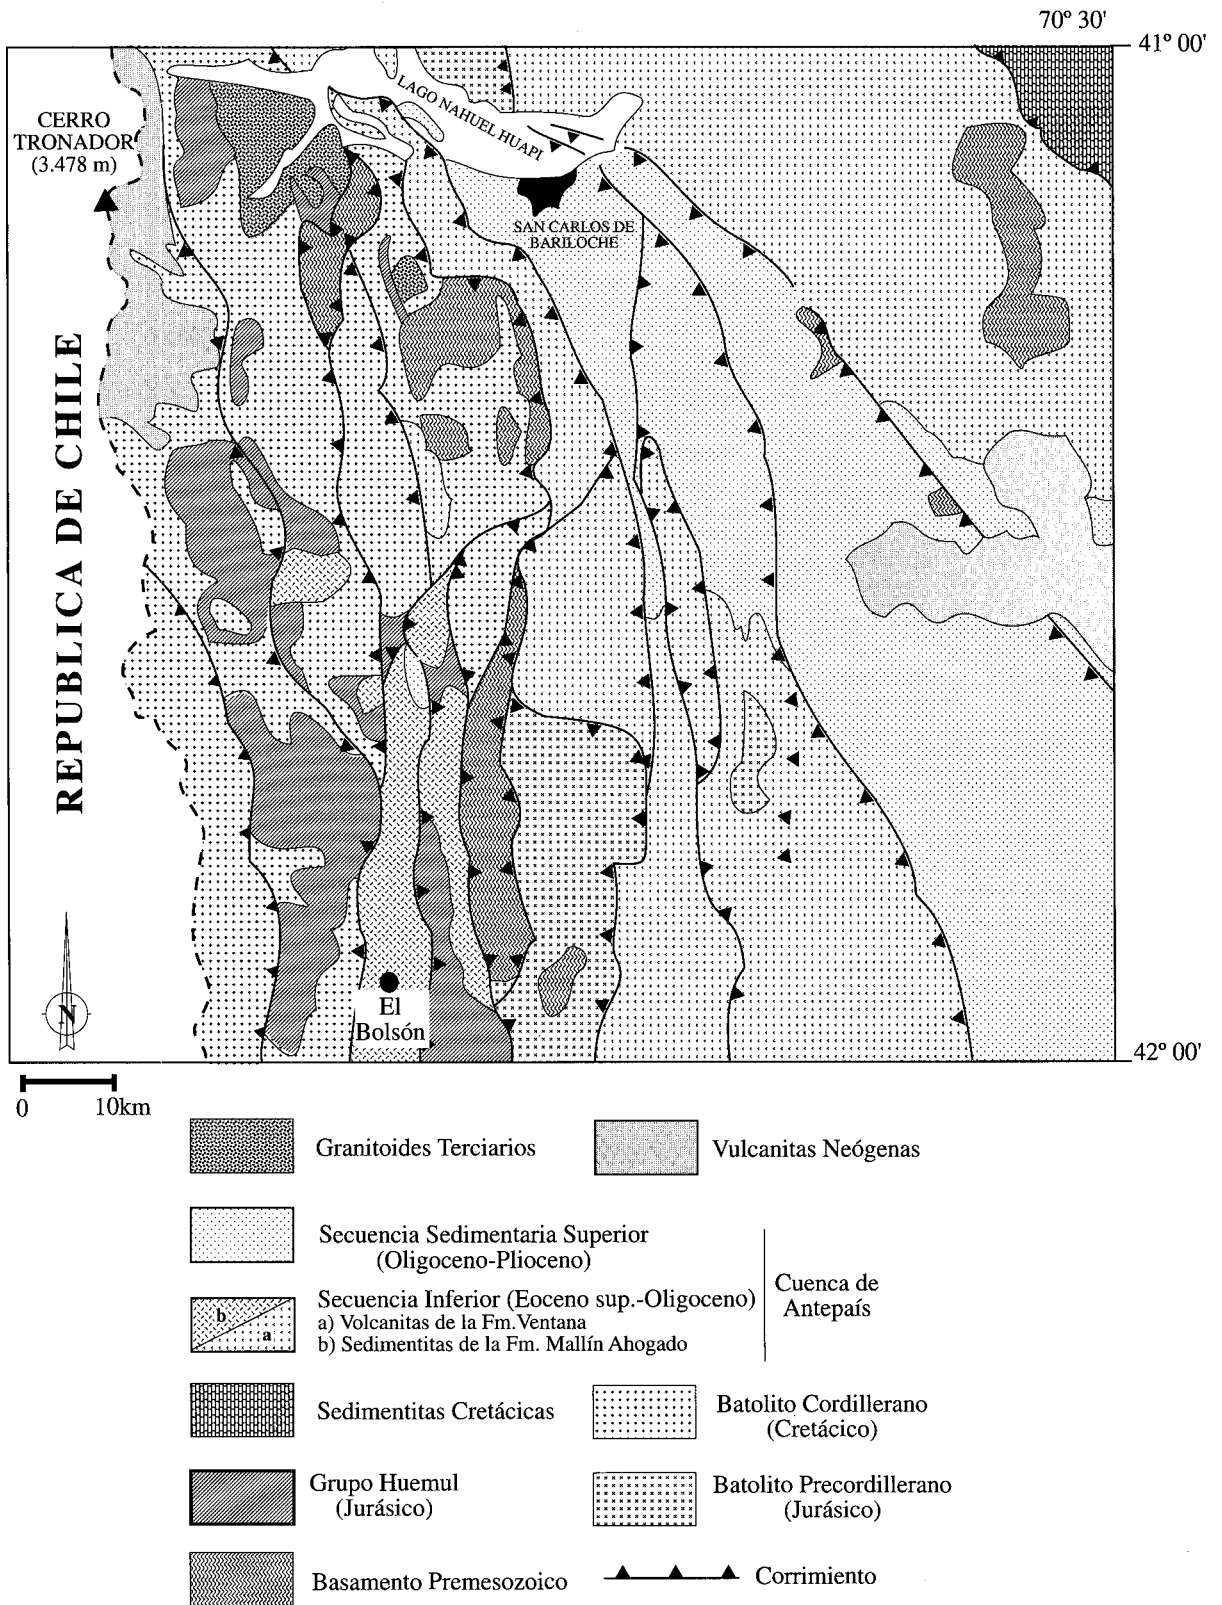 70° 30'
41° 00'
CERRO
TRONADOR
(3.478 m)
LAGO NAHUEL HUAPI
SAN CARLOS DE
BARILOCHE
REPUBLICA DE CHILE
N
El
Bolsón
42° 00'
0 10km
Granitoides Terciarios
Vulcanitas Neógenas
Secuencia Sedimentaria Superior
(Oligoceno-Plioceno)
b
a
Secuencia Inferior (Eoceno sup.-Oligoceno)
a) Volcanitas de la Fm.Ventana
b) Sedimentitas de la Fm. Mallín Ahogado
Cuenca de
Antepaís
Sedimentitas Cretácicas
Batolito Cordillerano
(Cretácico)
Grupo Huemul
(Jurásico)
Batolito Precordillerano
(Jurásico)
Basamento Premesozoico
Corrimiento